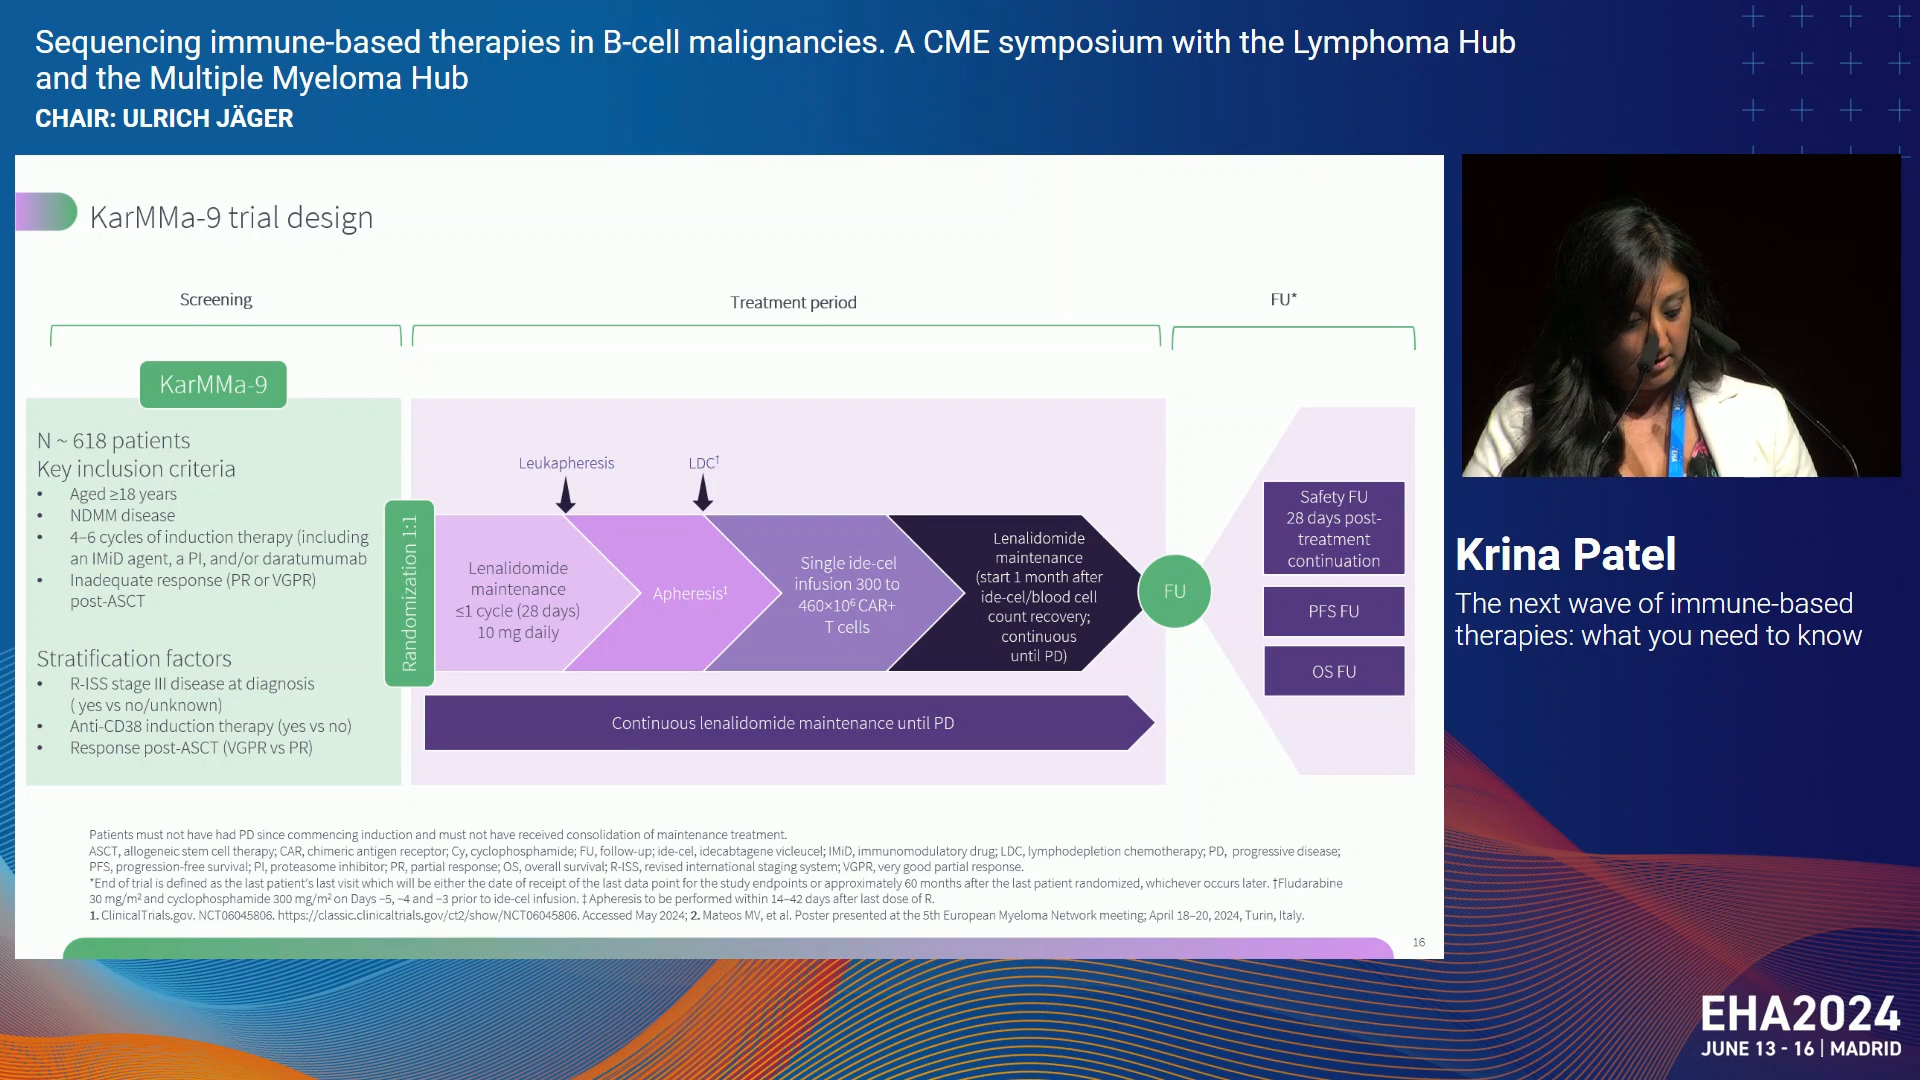 Sequencing immune-based therapies in B-cell malignancies. A CME symposium with the Lymphoma Hub
and the Multiple Myeloma Hub
CHAIR: ULRICH JÄGER
KarMMa-9 trial design
Screening
Treatment period
FU*
KarMMa-9
N ~ 618 patients
Key inclusion criteria
• Aged ≥18 years
• NDMM disease
• 4–6 cycles of induction therapy (including
an IMiD agent, a PI, and/or daratumumab
• Inadequate response (PR or VGPR)
post-ASCT
Stratification factors
• R-ISS stage III disease at diagnosis
( yes vs no/unknown)
• Anti-CD38 induction therapy (yes vs no)
• Response post-ASCT (VGPR vs PR)
Randomization 1:1
Leukapheresis
LDC†
Lenalidomide
maintenance
≤1 cycle (28 days)
10 mg daily
Apheresis‡
Single ide-cel
infusion 300 to
460×10⁶ CAR+
T cells
Lenalidomide
maintenance
(start 1 month after
ide-cel/blood cell
count recovery;
continuous
until PD)
Continuous lenalidomide maintenance until PD
FU
Safety FU
28 days post-
treatment
continuation
PFS FU
OS FU
Patients must not have had PD since commencing induction and must not have received consolidation of maintenance treatment.
ASCT, allogeneic stem cell therapy; CAR, chimeric antigen receptor; Cy, cyclophosphamide; FU, follow-up; ide-cel, idecabtagene vicleucel; IMiD, immunomodulatory drug; LDC, lymphodepletion chemotherapy; PD, progressive disease;
PFS, progression-free survival; PI, proteasome inhibitor; PR, partial response; OS, overall survival; R-ISS, revised international staging system; VGPR, very good partial response.
*End of trial is defined as the last patient's last visit which will be either the date of receipt of the last data point for the study endpoints or approximately 60 months after the last patient randomized, whichever occurs later. †Fludarabine
30 mg/m² and cyclophosphamide 300 mg/m² on Days −5, −4 and −3 prior to ide-cel infusion. ‡ Apheresis to be performed within 14–42 days after last dose of R.
1. ClinicalTrials.gov. NCT06045806. https://classic.clinicaltrials.gov/ct2/show/NCT06045806. Accessed May 2024; 2. Mateos MV, et al. Poster presented at the 5th European Myeloma Network meeting; April 18–20, 2024, Turin, Italy.
16
Krina Patel
The next wave of immune-based
therapies: what you need to know
EHA2024
JUNE 13 - 16 | MADRID